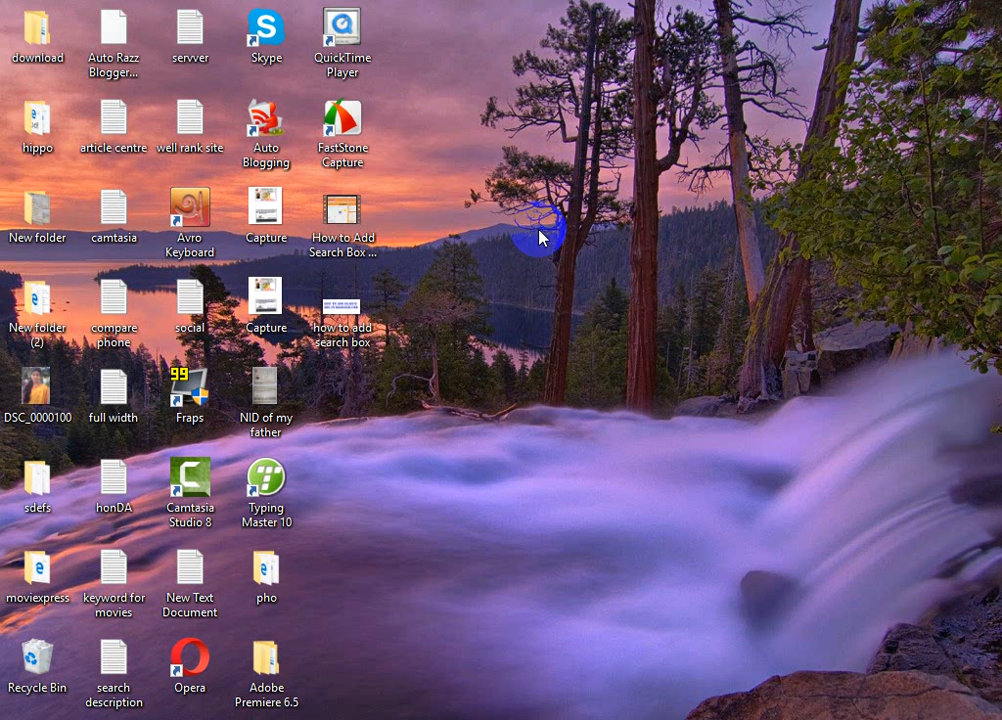 download
Auto Razz
Blogger...
servver
Skype
QuickTime
Player
hippo
article centre
well rank site
Auto
Blogging
FastStone
Capture
New folder
camtasia
Avro
Keyboard
Capture
How to Add
Search Box ...
New folder
(2)
compare
phone
social
Capture
how to add
search box
DSC_0000100
full width
99
Fraps
NID of my
father
sdefs
honDA
Camtasia
Studio 8
Typing
Master 10
moviexpress
keyword for
movies
New Text
Document
pho
Recycle Bin
search
description
Opera
Adobe
Premiere 6.5